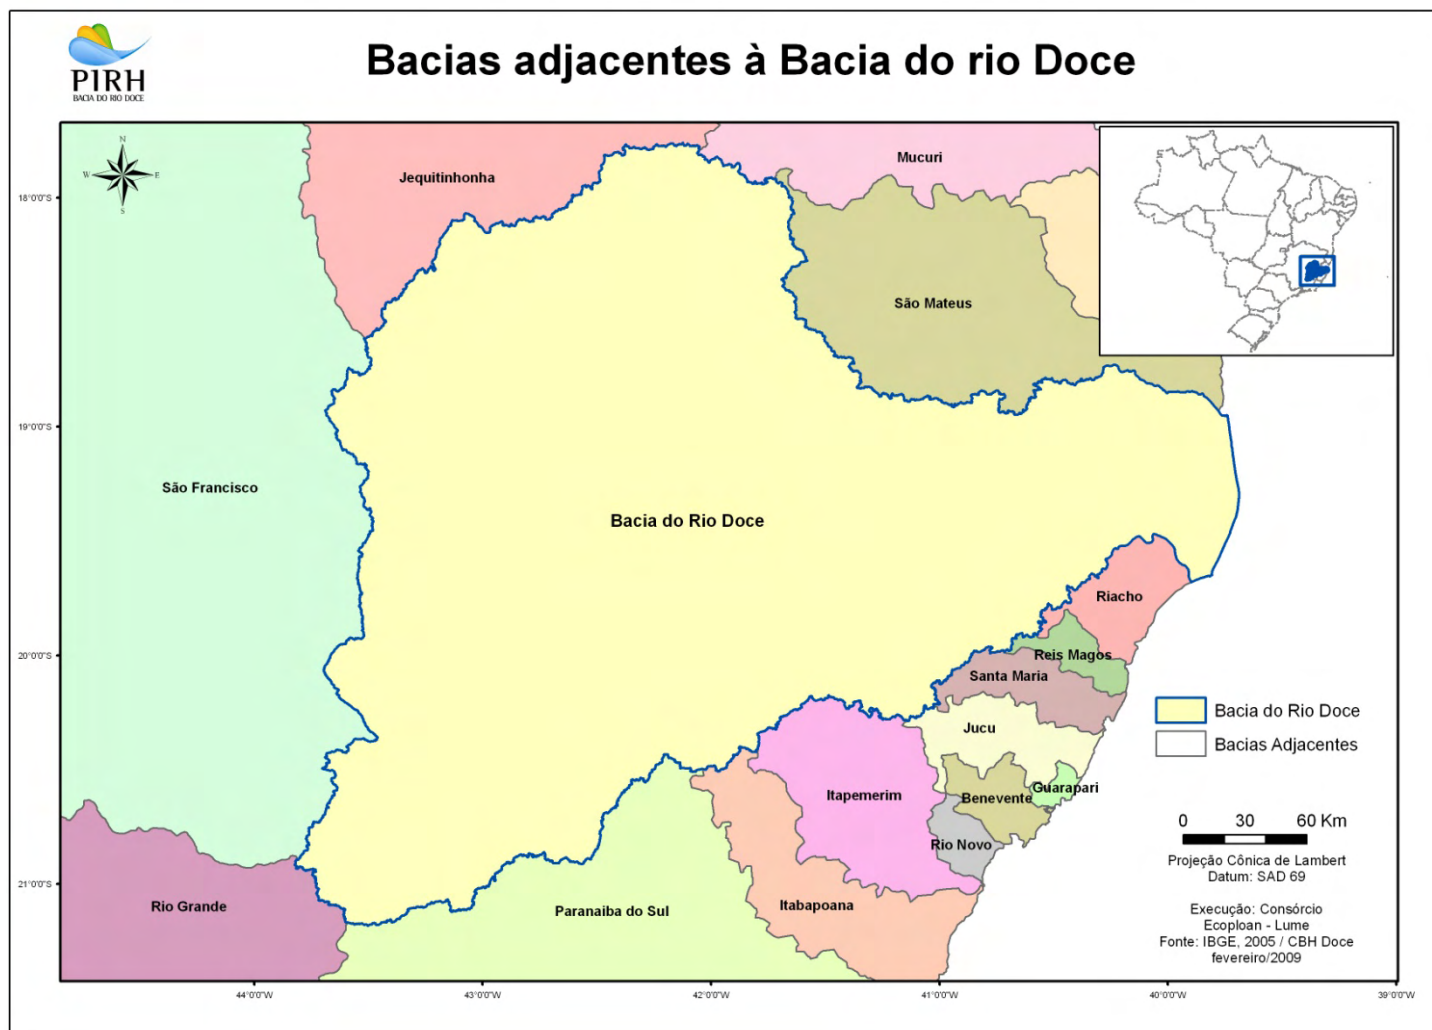 PIRH
BACIA DO RIO DOCE
Bacias adjacentes à Bacia do rio Doce
N
W
E
S
Jequitinhonha
Mucuri
São Mateus
São Francisco
Bacia do Rio Doce
Riacho
Reis Magos
Santa Maria
Jucu
Guarapari
Benevente
Itapemerim
Rio Novo
Itabapoana
Paranaiba do Sul
Rio Grande
18°0'0"S
19°0'0"S
20°0'0"S
21°0'0"S
44°0'0"W
43°0'0"W
42°0'0"W
41°0'0"W
40°0'0"W
39°0'0"W
Bacia do Rio Doce
Bacias Adjacentes
0 30 60 Km
Projeção Cônica de Lambert
Datum: SAD 69
Execução: Consórcio
Ecoploan - Lume
Fonte: IBGE, 2005 / CBH Doce
fevereiro/2009